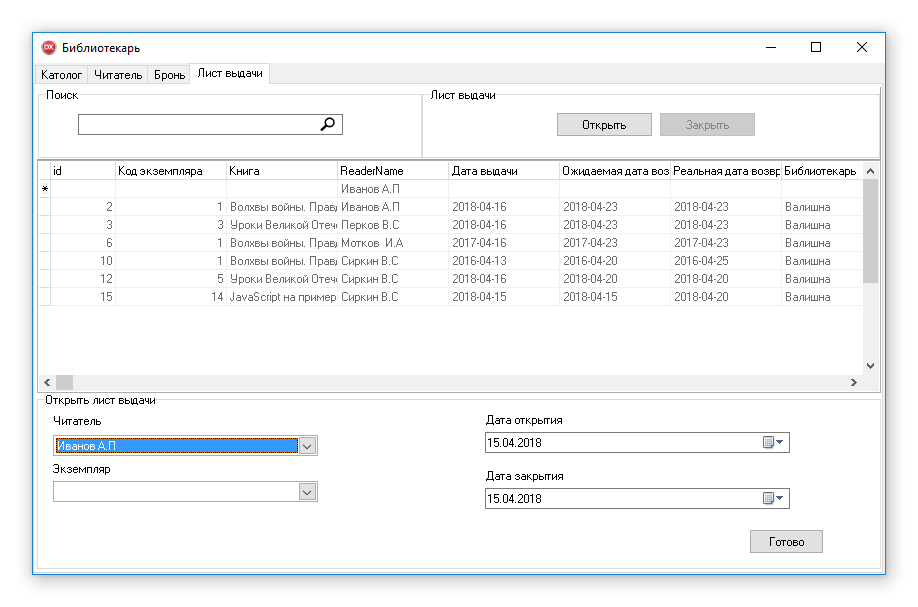 DX Библиотекарь
Католог Читатель Бронь Лист выдачи
Поиск Лист выдачи
Открыть Закрыть
id Код экземпляра Книга ReaderName Дата выдачи Ожидаемая дата воз Реальная дата возвр Библиотекарь
* Иванов А.П
2 1 Волхвы войны. Прав Иванов А.П 2018-04-16 2018-04-23 2018-04-23 Валишна
3 3 Уроки Великой Отеч Перков В.С 2018-04-16 2018-04-23 2018-04-23 Валишна
6 1 Волхвы войны. Прав Мотков И.А 2017-04-16 2017-04-23 2017-04-23 Валишна
10 1 Волхвы войны. Прав Сиркин В.С 2016-04-13 2016-04-20 2016-04-25 Валишна
12 5 Уроки Великой Отеч Сиркин В.С 2018-04-16 2018-04-20 2018-04-20 Валишна
15 14 JavaScript на пример Сиркин В.С 2018-04-15 2018-04-15 2018-04-20 Валишна
Открыть лист выдачи
Читатель Дата открытия
Иванов А.П 15.04.2018
Экземпляр Дата закрытия
15.04.2018
Готово